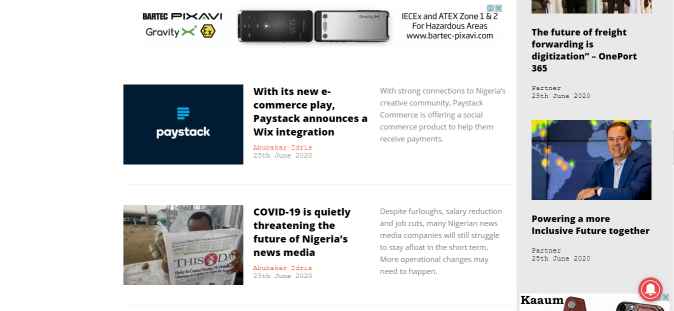 BARTEC PIXAVI
Gravity X
Ex
IECEx and ATEX Zone 1 & 2
For Hazardous Areas
www.bartec-pixavi.com
paystack
With its new e-
commerce play,
Paystack announces a
Wix integration
Abubakar Idris
25th June 2020
With strong connections to Nigeria's
creative community, Paystack
Commerce is offering a social
commerce product to help them
receive payments.
THISDAY
COVID-19 is quietly
threatening the
future of Nigeria's
news media
Abubakar Idris
25th June 2020
Despite furloughs, salary reduction
and job cuts, many Nigerian news
media companies will still struggle
to stay afloat in the short term.
More operational changes may
need to happen.
The future of freight
forwarding is
digitization" – OnePort
365
Partner
25th June 2020
Powering a more
Inclusive Future together
Partner
25th June 2020
Kaaum